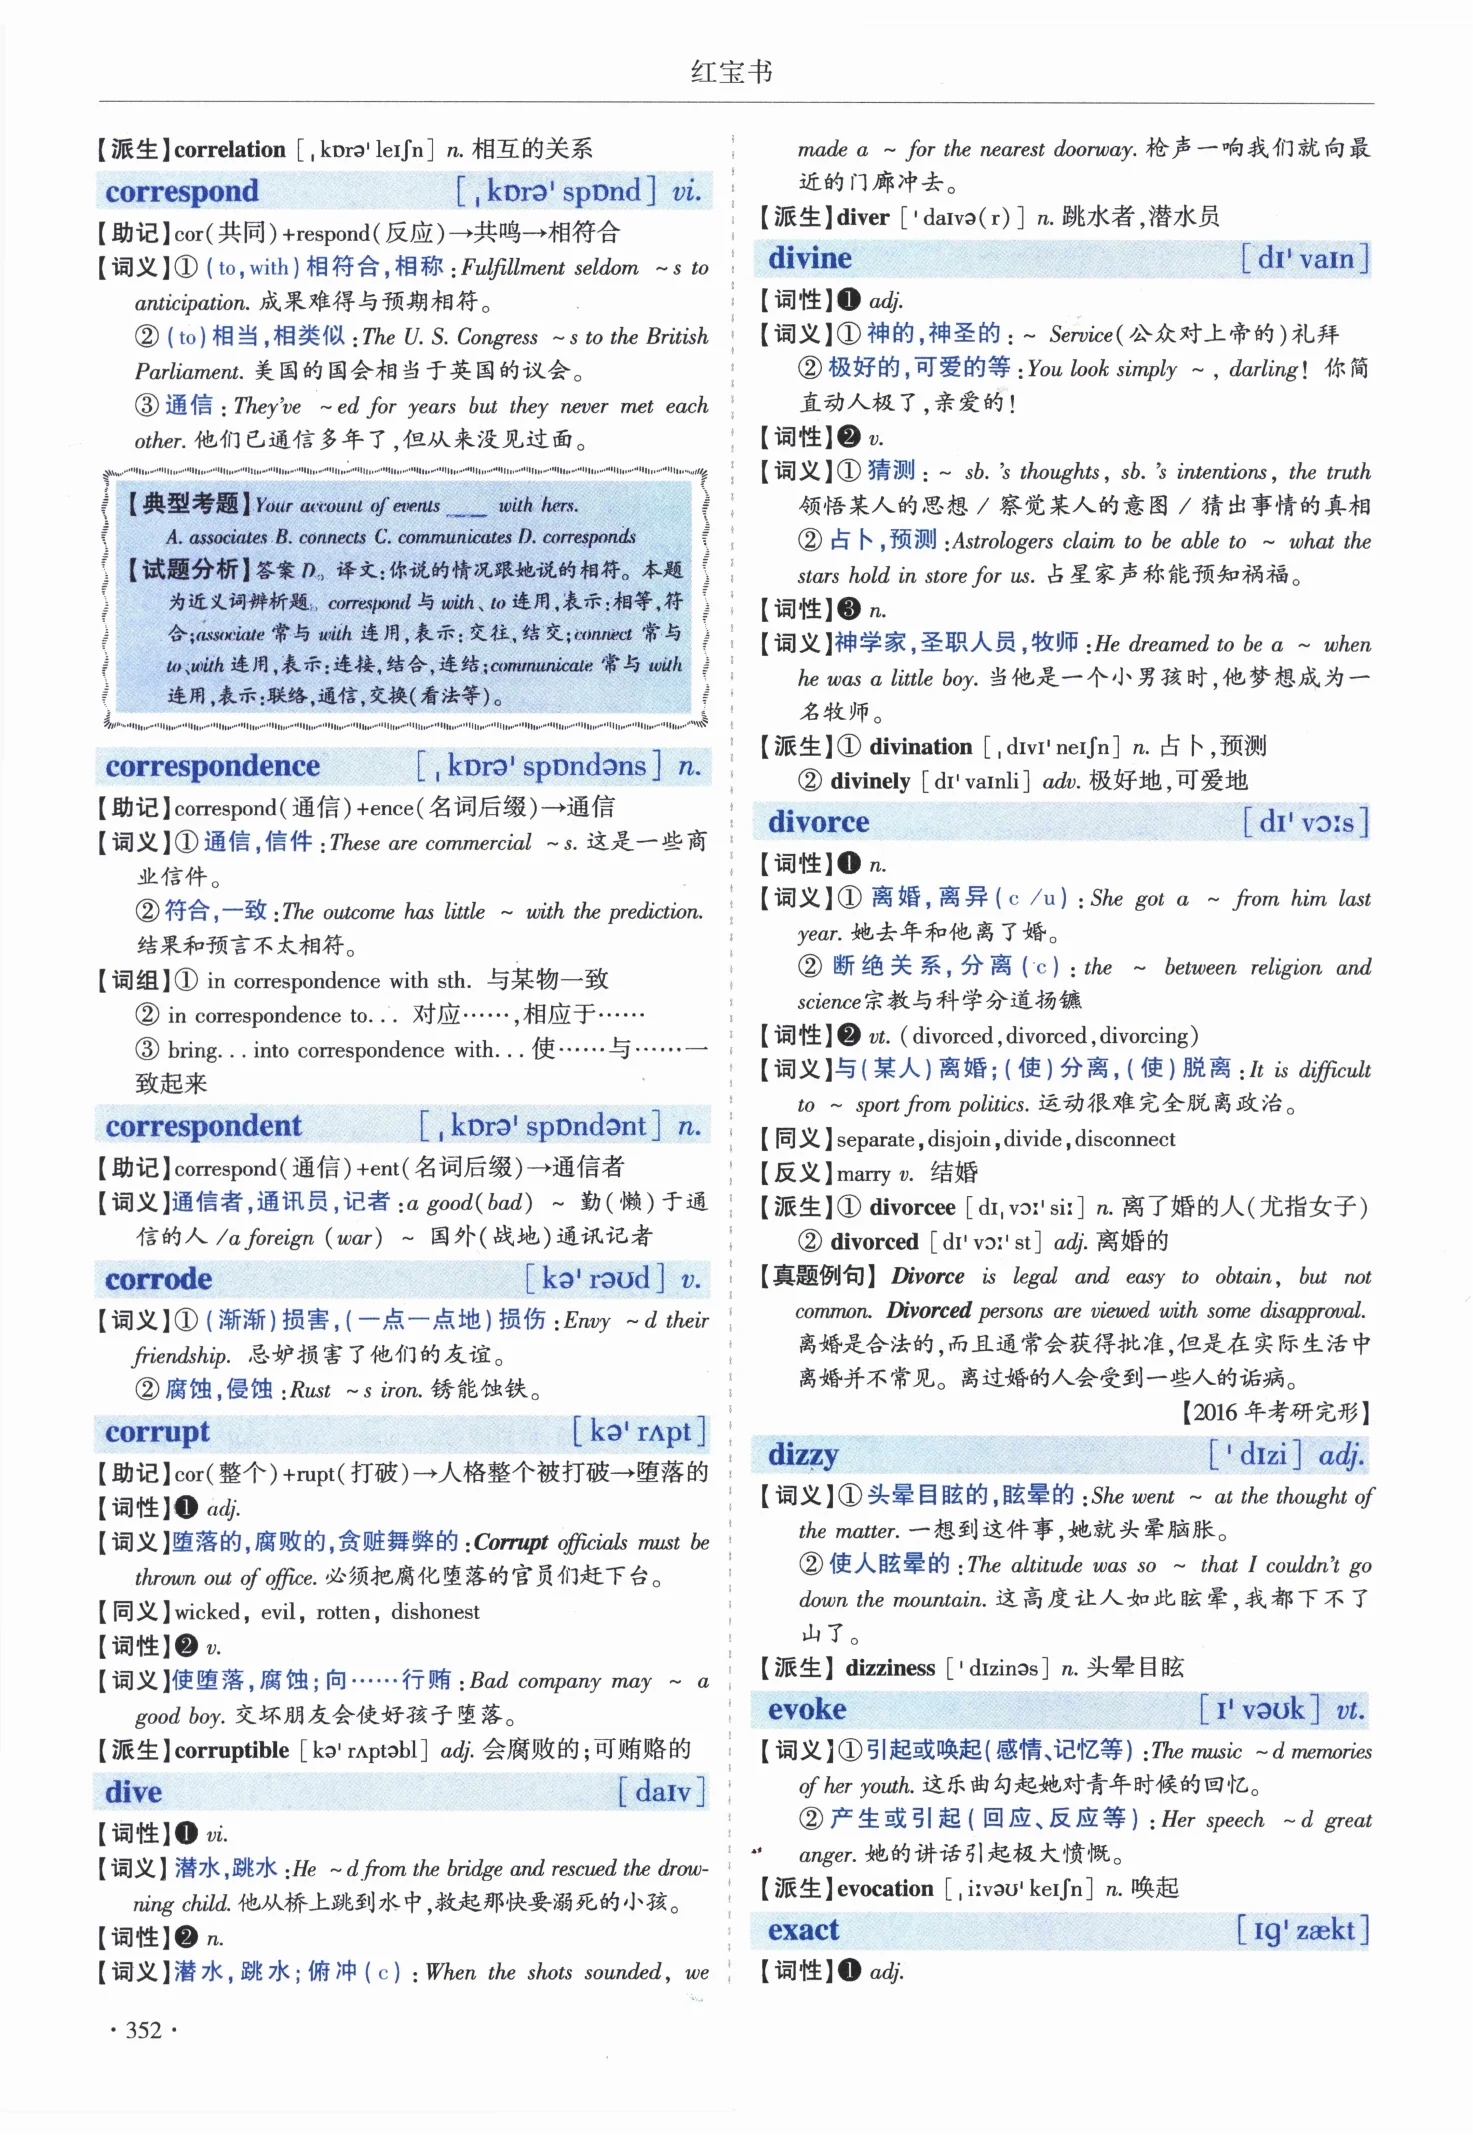 红宝书
【派生】correlation [ˌkɒrəˈleɪʃn] n. 相互的关系
correspond [ˌkɒrəˈspɒnd] vi.
【助记】cor(共同)+respond(反应)→共鸣→相符合
【词义】① (to,with)相符合,相称:Fulfillment seldom ~s to
anticipation. 成果难得与预期相符。
② (to)相当,相类似:The U. S. Congress ~s to the British
Parliament. 美国的国会相当于英国的议会。
③ 通信:They've ~ed for years but they never met each
other. 他们已通信多年了,但从来没见过面。
【典型考题】Your account of events ___ with hers.
A. associates B. connects C. communicates D. corresponds
【试题分析】答案 D。译文:你说的情况跟她说的相符。本题
为近义词辨析题。correspond 与 with、to 连用,表示:相等,符
合;associate 常与 with 连用,表示:交往,结交;connect 常与
to、with 连用,表示:连接,结合,连结;communicate 常与 with
连用,表示:联络,通信,交换(看法等)。
correspondence [ˌkɒrəˈspɒndəns] n.
【助记】correspond(通信)+ence(名词后缀)→通信
【词义】① 通信,信件:These are commercial ~s. 这是一些商
业信件。
② 符合,一致:The outcome has little ~ with the prediction.
结果和预言不太相符。
【词组】① in correspondence with sth. 与某物一致
② in correspondence to... 对应……,相应于……
③ bring... into correspondence with... 使……与……一
致起来
correspondent [ˌkɒrəˈspɒndənt] n.
【助记】correspond(通信)+ent(名词后缀)→通信者
【词义】通信者,通讯员,记者:a good(bad) ~ 勤(懒)于通
信的人 /a foreign (war) ~ 国外(战地)通讯记者
corrode [kəˈrəʊd] v.
【词义】① (渐渐)损害,(一点一点地)损伤:Envy ~d their
friendship. 忌妒损害了他们的友谊。
② 腐蚀,侵蚀:Rust ~s iron. 锈能蚀铁。
corrupt [kəˈrʌpt]
【助记】cor(整个)+rupt(打破)→人格整个被打破→堕落的
【词性】❶ adj.
【词义】堕落的,腐败的,贪赃舞弊的:Corrupt officials must be
thrown out of office. 必须把腐化堕落的官员们赶下台。
【同义】wicked, evil, rotten, dishonest
【词性】❷ v.
【词义】使堕落,腐蚀;向……行贿:Bad company may ~ a
good boy. 交坏朋友会使好孩子堕落。
【派生】corruptible [kəˈrʌptəbl] adj. 会腐败的;可贿赂的
dive [daɪv]
【词性】❶ vi.
【词义】潜水,跳水:He ~d from the bridge and rescued the drow-
ning child. 他从桥上跳到水中,救起那快要溺死的小孩。
【词性】❷ n.
【词义】潜水,跳水;俯冲(c):When the shots sounded, we
· 352 ·
made a ~ for the nearest doorway. 枪声一响我们就向最
近的门廊冲去。
【派生】diver [ˈdaɪvə(r)] n. 跳水者,潜水员
divine [dɪˈvaɪn]
【词性】❶ adj.
【词义】① 神的,神圣的:~ Service(公众对上帝的)礼拜
② 极好的,可爱的等:You look simply ~, darling! 你简
直动人极了,亲爱的!
【词性】❷ v.
【词义】① 猜测:~ sb. 's thoughts, sb. 's intentions, the truth
领悟某人的思想 / 察觉某人的意图 / 猜出事情的真相
② 占卜,预测:Astrologers claim to be able to ~ what the
stars hold in store for us. 占星家声称能预知祸福。
【词性】❸ n.
【词义】神学家,圣职人员,牧师:He dreamed to be a ~ when
he was a little boy. 当他是一个小男孩时,他梦想成为一
名牧师。
【派生】① divination [ˌdɪvɪˈneɪʃn] n. 占卜,预测
② divinely [dɪˈvaɪnli] adv. 极好地,可爱地
divorce [dɪˈvɔːs]
【词性】❶ n.
【词义】① 离婚,离异(c /u):She got a ~ from him last
year. 她去年和他离了婚。
② 断绝关系,分离(c):the ~ between religion and
science宗教与科学分道扬镳
【词性】❷ vt. (divorced,divorced,divorcing)
【词义】与(某人)离婚;(使)分离,(使)脱离:It is difficult
to ~ sport from politics. 运动很难完全脱离政治。
【同义】separate,disjoin,divide,disconnect
【反义】marry v. 结婚
【派生】① divorcee [dɪˌvɔːˈsiː] n. 离了婚的人(尤指女子)
② divorced [dɪˈvɔːˈst] adj. 离婚的
【真题例句】 Divorce is legal and easy to obtain, but not
common. Divorced persons are viewed with some disapproval.
离婚是合法的,而且通常会获得批准,但是在实际生活中
离婚并不常见。离过婚的人会受到一些人的诟病。
【2016 年考研完形】
dizzy [ˈdɪzi] adj.
【词义】① 头晕目眩的,眩晕的:She went ~ at the thought of
the matter. 一想到这件事,她就头晕脑胀。
② 使人眩晕的:The altitude was so ~ that I couldn't go
down the mountain. 这高度让人如此眩晕,我都下不了
山了。
【派生】 dizziness [ˈdɪzinəs] n. 头晕目眩
evoke [ɪˈvəʊk] vt.
【词义】① 引起或唤起(感情、记忆等):The music ~d memories
of her youth. 这乐曲勾起她对青年时候的回忆。
② 产生或引起(回应、反应等):Her speech ~d great
anger. 她的讲话引起极大愤慨。
【派生】evocation [ˌiːvəʊˈkeɪʃn] n. 唤起
exact [ɪɡˈzækt]
【词性】❶ adj.